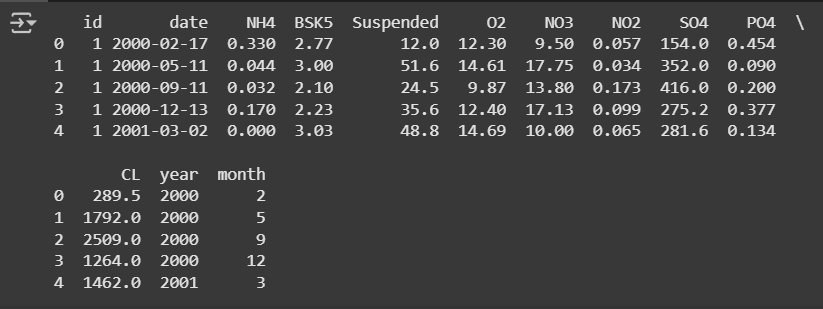 id date NH4 BSK5 Suspended O2 NO3 NO2 SO4 PO4 \
0 1 2000-02-17 0.330 2.77 12.0 12.30 9.50 0.057 154.0 0.454
1 1 2000-05-11 0.044 3.00 51.6 14.61 17.75 0.034 352.0 0.090
2 1 2000-09-11 0.032 2.10 24.5 9.87 13.80 0.173 416.0 0.200
3 1 2000-12-13 0.170 2.23 35.6 12.40 17.13 0.099 275.2 0.377
4 1 2001-03-02 0.000 3.03 48.8 14.69 10.00 0.065 281.6 0.134
CL year month
0 289.5 2000 2
1 1792.0 2000 5
2 2509.0 2000 9
3 1264.0 2000 12
4 1462.0 2001 3